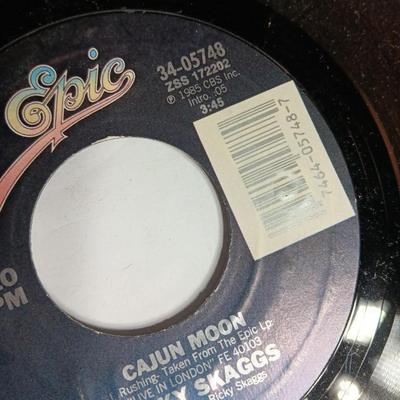 Epic
34-05748
ZSS 172202
℗ 1985 CBS Inc.
Intro. :05
3:45
7464-05748-7
PM
CAJUN MOON
Rushing- Taken From The Epic Lp:
"LIVE IN LONDON" FE 40103
SKAGGS
Ricky Skaggs